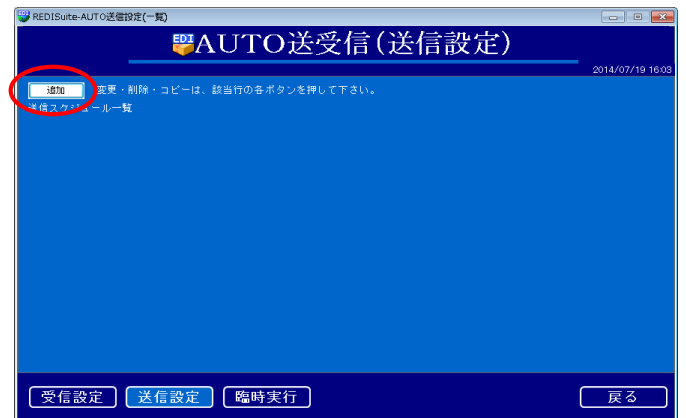 REDISuite-AUTO送信設定(一覧)
EDI AUTO送受信(送信設定)
2014/07/19 16:03
追加 変更・削除・コピーは、該当行の各ボタンを押して下さい。
送信スケジュール一覧
受信設定 送信設定 臨時実行 戻る